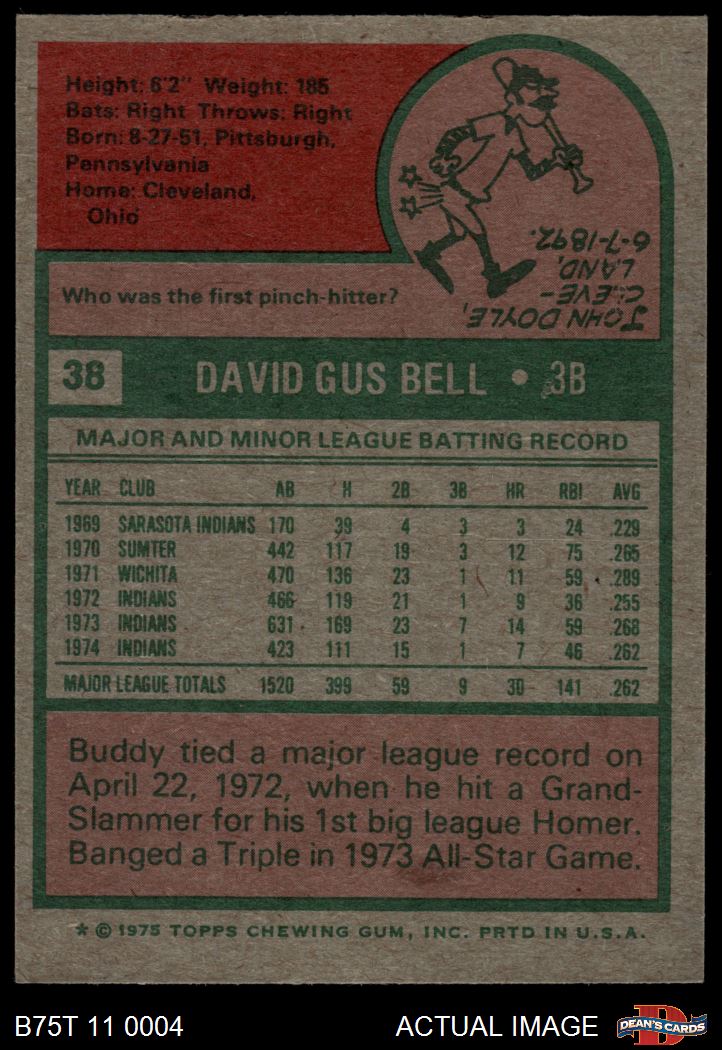 Height: 6'2" Weight: 185
Bats: Right Throws: Right
Born: 8-27-51, Pittsburgh,
Pennsylvania
Home: Cleveland,
Ohio
Who was the first pinch-hitter?
JOHN DOYLE,
CLEVE-
LAND,
6-7-1892.
38
DAVID GUS BELL • 3B
MAJOR AND MINOR LEAGUE BATTING RECORD
YEAR CLUB AB H 2B 3B HR RBI AVG
1969 SARASOTA INDIANS 170 39 4 3 3 24 .229
1970 SUMTER 442 117 19 3 12 75 .265
1971 WICHITA 470 136 23 1 11 59 .289
1972 INDIANS 466 119 21 1 9 36 .255
1973 INDIANS 631 169 23 7 14 59 .268
1974 INDIANS 423 111 15 1 7 46 .262
MAJOR LEAGUE TOTALS 1520 399 59 9 30 141 .262
Buddy tied a major league record on
April 22, 1972, when he hit a Grand-
Slammer for his 1st big league Homer.
Banged a Triple in 1973 All-Star Game.
* © 1975 TOPPS CHEWING GUM, INC. PRTD IN U.S.A.
B75T 11 0004
ACTUAL IMAGE
D
DEAN'S CARDS